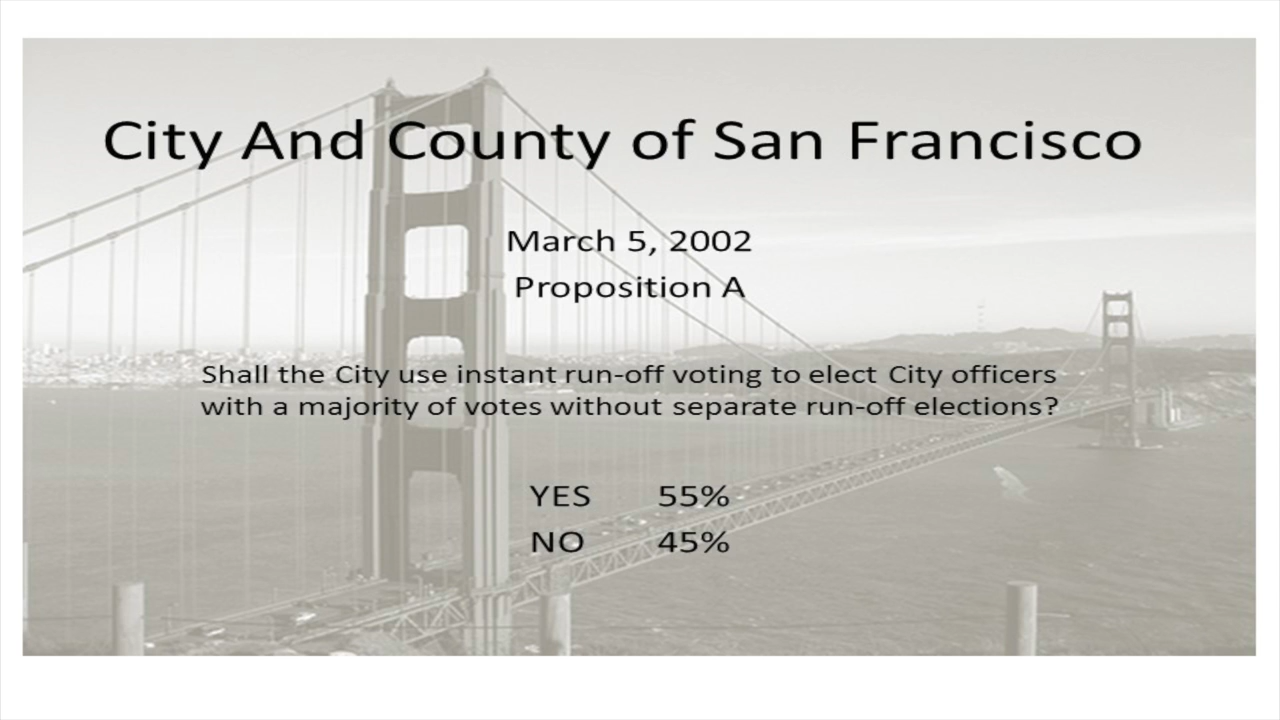 City And County of San Francisco
March 5, 2002
Proposition A
Shall the City use instant run-off voting to elect City officers
with a majority of votes without separate run-off elections?
YES 55%
NO 45%